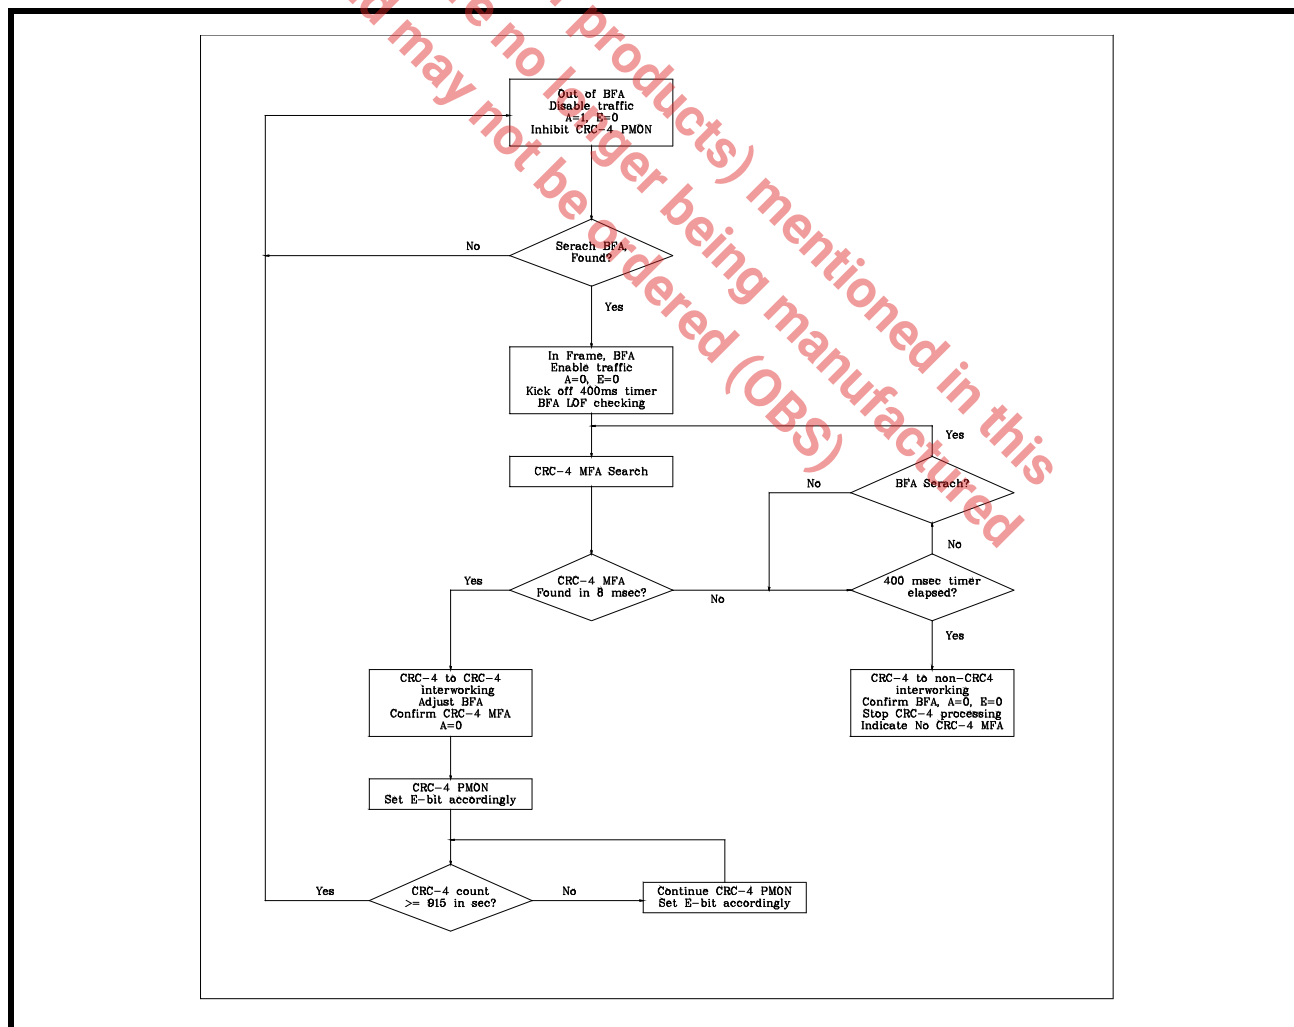 Out of BFA
Disable traffic
A=1, E=0
Inhibit CRC-4 PMON
No
Serach BFA,
Found?
Yes
In Frame, BFA
Enable traffic
A=0, E=0
Kick off 400ms timer
BFA LOF checking
Yes
CRC-4 MFA Search
No
BFA Serach?
No
Yes
CRC-4 MFA
Found in 8 msec?
No
400 msec timer
elapsed?
Yes
CRC-4 to CRC-4
interworking
Adjust BFA
Confirm CRC-4 MFA
A=0
CRC-4 to non-CRC4
interworking
Confirm BFA, A=0, E=0
Stop CRC-4 processing
Indicate No CRC-4 MFA
CRC-4 PMON
Set E-bit accordingly
Yes
CRC-4 count
>= 915 in sec?
No
Continue CRC-4 PMON
Set E-bit accordingly
products) mentioned in this
no longer being manufactured
may not be ordered (OBS)